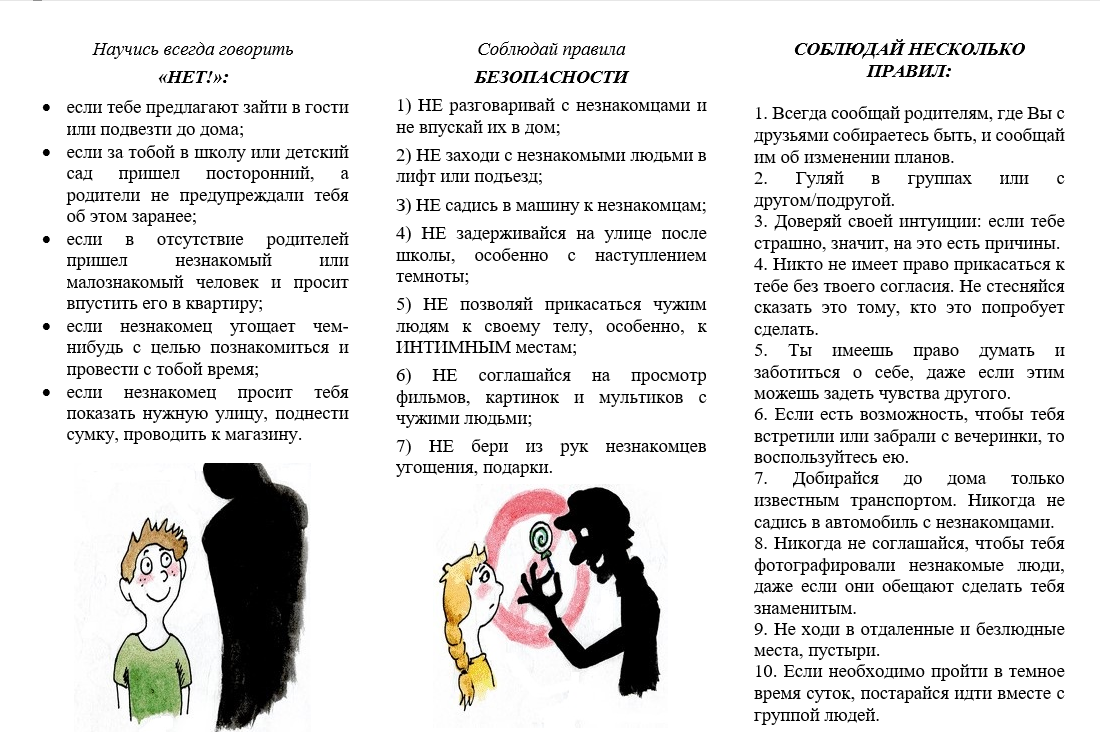 Научись всегда говорить
«НЕТ!»:
• если тебе предлагают зайти в гости
или подвезти до дома;
• если за тобой в школу или детский
сад пришел посторонний, а
родители не предупреждали тебя
об этом заранее;
• если в отсутствие родителей
пришел незнакомый или
малознакомый человек и просит
впустить его в квартиру;
• если незнакомец угощает чем-
нибудь с целью познакомиться и
провести с тобой время;
• если незнакомец просит тебя
показать нужную улицу, поднести
сумку, проводить к магазину.
Соблюдай правила
БЕЗОПАСНОСТИ
1) НЕ разговаривай с незнакомцами и
не впускай их в дом;
2) НЕ заходи с незнакомыми людьми в
лифт или подъезд;
3) НЕ садись в машину к незнакомцам;
4) НЕ задерживайся на улице после
школы, особенно с наступлением
темноты;
5) НЕ позволяй прикасаться чужим
людям к своему телу, особенно, к
ИНТИМНЫМ местам;
6) НЕ соглашайся на просмотр
фильмов, картинок и мультиков с
чужими людьми;
7) НЕ бери из рук незнакомцев
угощения, подарки.
СОБЛЮДАЙ НЕСКОЛЬКО
ПРАВИЛ:
1. Всегда сообщай родителям, где Вы с
друзьями собираетесь быть, и сообщай
им об изменении планов.
2. Гуляй в группах или с
другом/подругой.
3. Доверяй своей интуиции: если тебе
страшно, значит, на это есть причины.
4. Никто не имеет право прикасаться к
тебе без твоего согласия. Не стесняйся
сказать это тому, кто это попробует
сделать.
5. Ты имеешь право думать и
заботиться о себе, даже если этим
можешь задеть чувства другого.
6. Если есть возможность, чтобы тебя
встретили или забрали с вечеринки, то
воспользуйтесь ею.
7. Добирайся до дома только
известным транспортом. Никогда не
садись в автомобиль с незнакомцами.
8. Никогда не соглашайся, чтобы тебя
фотографировали незнакомые люди,
даже если они обещают сделать тебя
знаменитым.
9. Не ходи в отдаленные и безлюдные
места, пустыри.
10. Если необходимо пройти в темное
время суток, постарайся идти вместе с
группой людей.